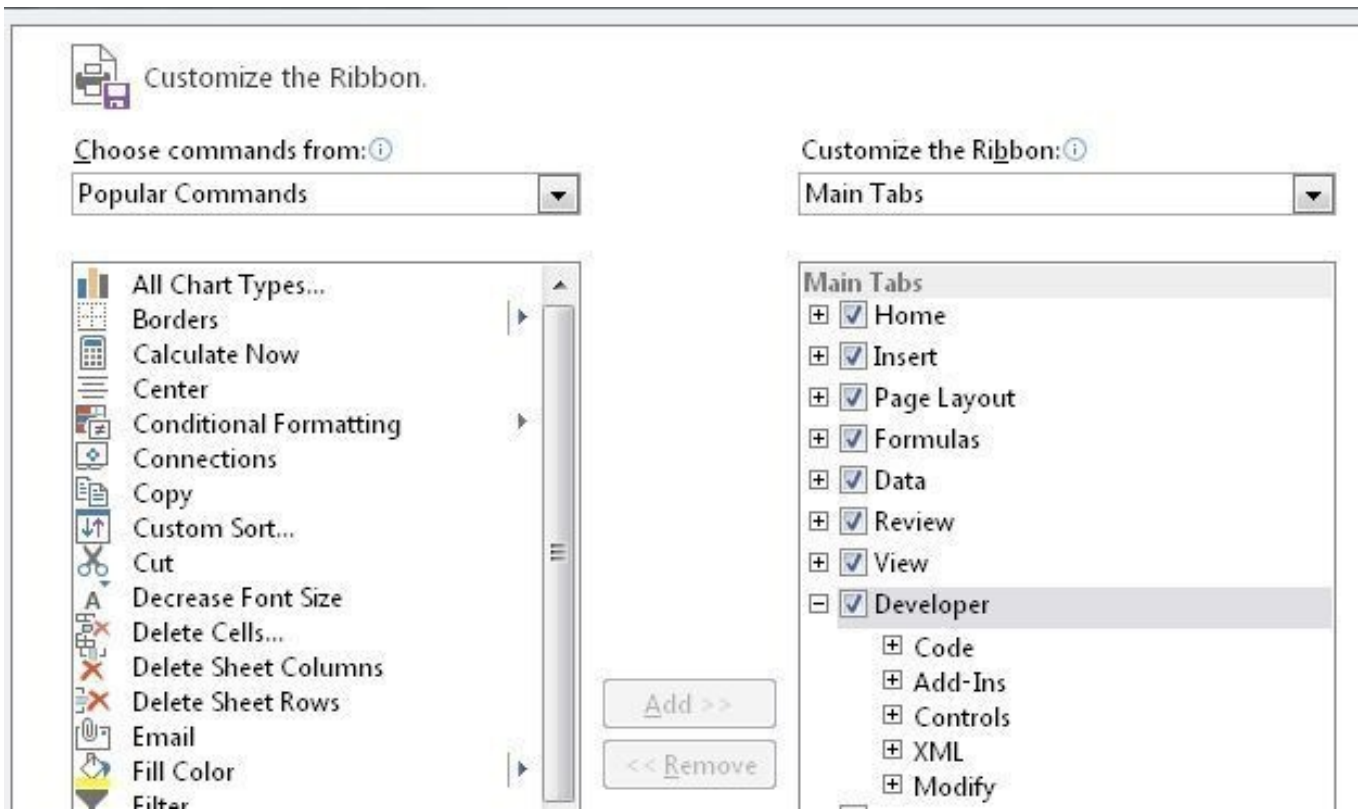 Customize the Ribbon.
Choose commands from:
Popular Commands
All Chart Types...
Borders
Calculate Now
Center
Conditional Formatting
Connections
Copy
Custom Sort...
Cut
Decrease Font Size
Delete Cells...
Delete Sheet Columns
Delete Sheet Rows
Email
Fill Color
Filter
Add >>
<< Remove
Customize the Ribbon:
Main Tabs
Main Tabs
Home
Insert
Page Layout
Formulas
Data
Review
View
Developer
Code
Add-Ins
Controls
XML
Modify